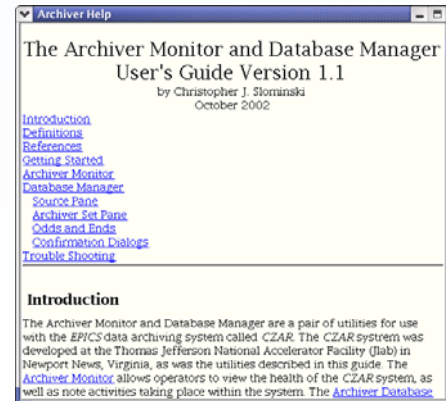 Archiver Help
The Archiver Monitor and Database Manager
User's Guide Version 1.1
by Christopher J. Slominski
October 2002
Introduction
Definitions
References
Getting Started
Archiver Monitor
Database Manager
Source Pane
Archiver Set Pane
Odds and Ends
Confirmation Dialogs
Trouble Shooting
Introduction
The Archiver Monitor and Database Manager are a pair of utilities for use
with the EPICS data archiving system called CZAR. The CZAR systrem was
developed at the Thomas Jefferson National Accelerator Facility (Jlab) in
Newport News, Virginia, as was the utilities described in this guide. The
Archiver Monitor allows operators to view the health of the CZAR system, as
well as note activities taking place within the system. The Archiver Database